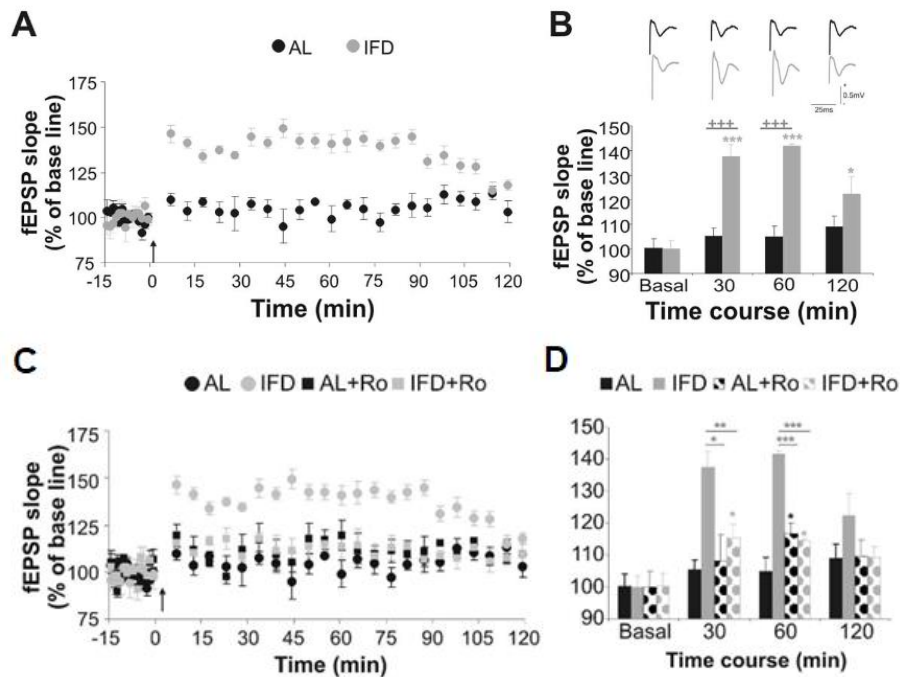 A
AL IFD
fEPSP slope
(% of base line)
175
150
125
100
75
-15 0 15 30 45 60 75 90 105 120
Time (min)
B
0.5mV
25ms
+++ +++
*** *** *
fEPSP slope
(% of base line)
150
140
130
120
110
100
90
Basal 30 60 120
Time course (min)
C
AL IFD AL+Ro IFD+Ro
fEPSP slope
(% of base line)
175
150
125
100
75
-15 0 15 30 45 60 75 90 105 120
Time (min)
D
AL IFD AL+Ro IFD+Ro
** ***
* ***
* * *
150
140
130
120
110
100
90
Basal 30 60 120
Time course (min)